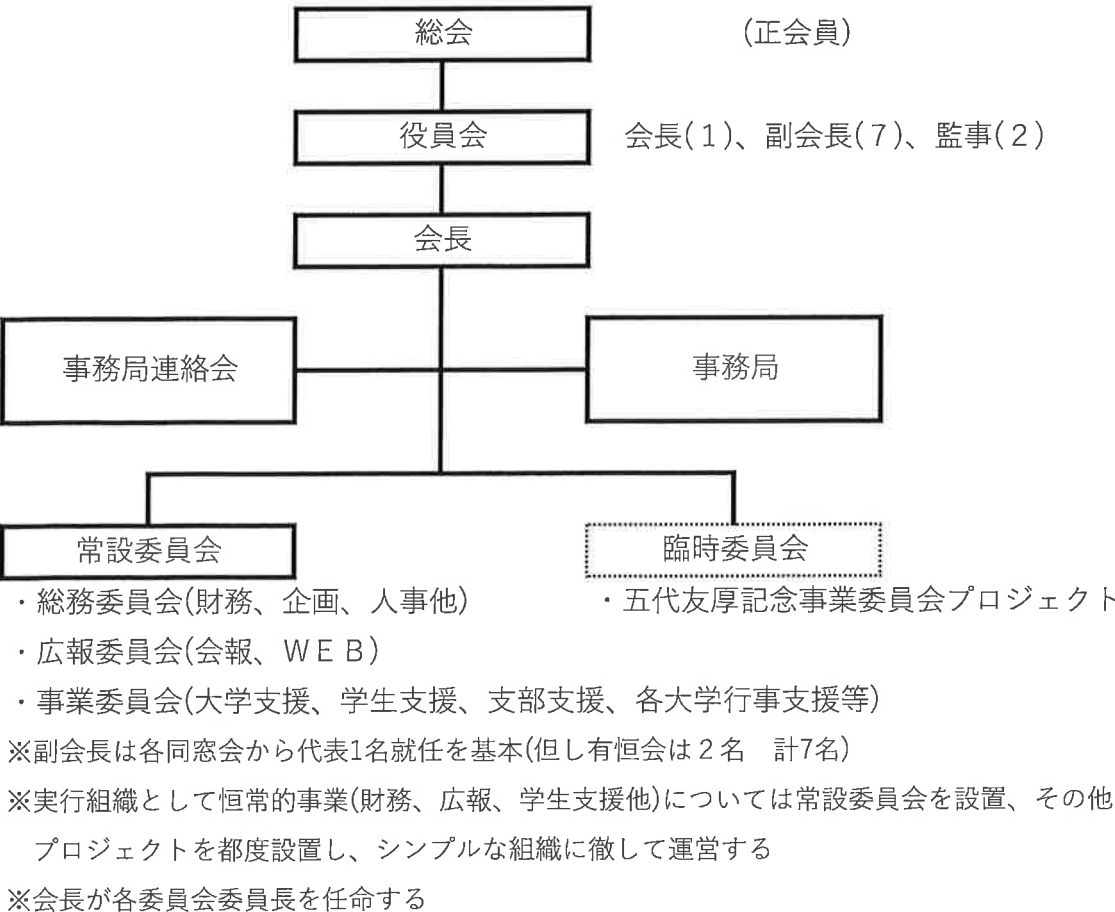 総会 (正会員)
役員会 会長(１)、副会長(７)、監事(２)
会長
事務局連絡会 事務局
常設委員会 臨時委員会
・総務委員会(財務、企画、人事他) ・五代友厚記念事業委員会プロジェクト
・広報委員会(会報、ＷＥＢ)
・事業委員会(大学支援、学生支援、支部支援、各大学行事支援等)
※副会長は各同窓会から代表1名就任を基本(但し有恒会は２名　計7名)
※実行組織として恒常的事業(財務、広報、学生支援他)については常設委員会を設置、その他
プロジェクトを都度設置し、シンプルな組織に徹して運営する
※会長が各委員会委員長を任命する